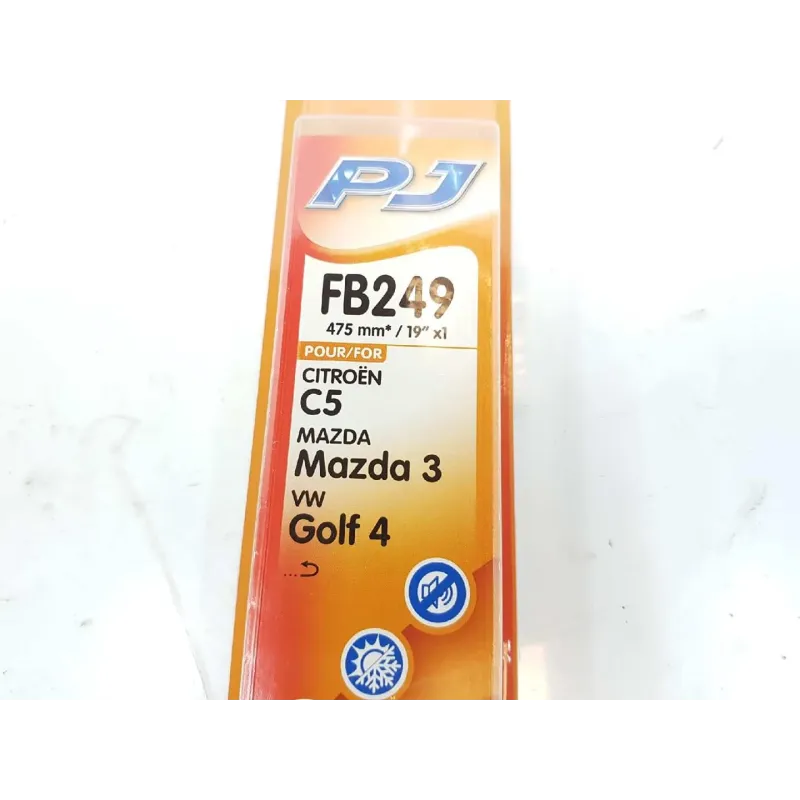 PJ
FB249
475 mm* / 19" x1
POUR/FOR
CITROËN
C5
MAZDA
Mazda 3
VW
Golf 4
...